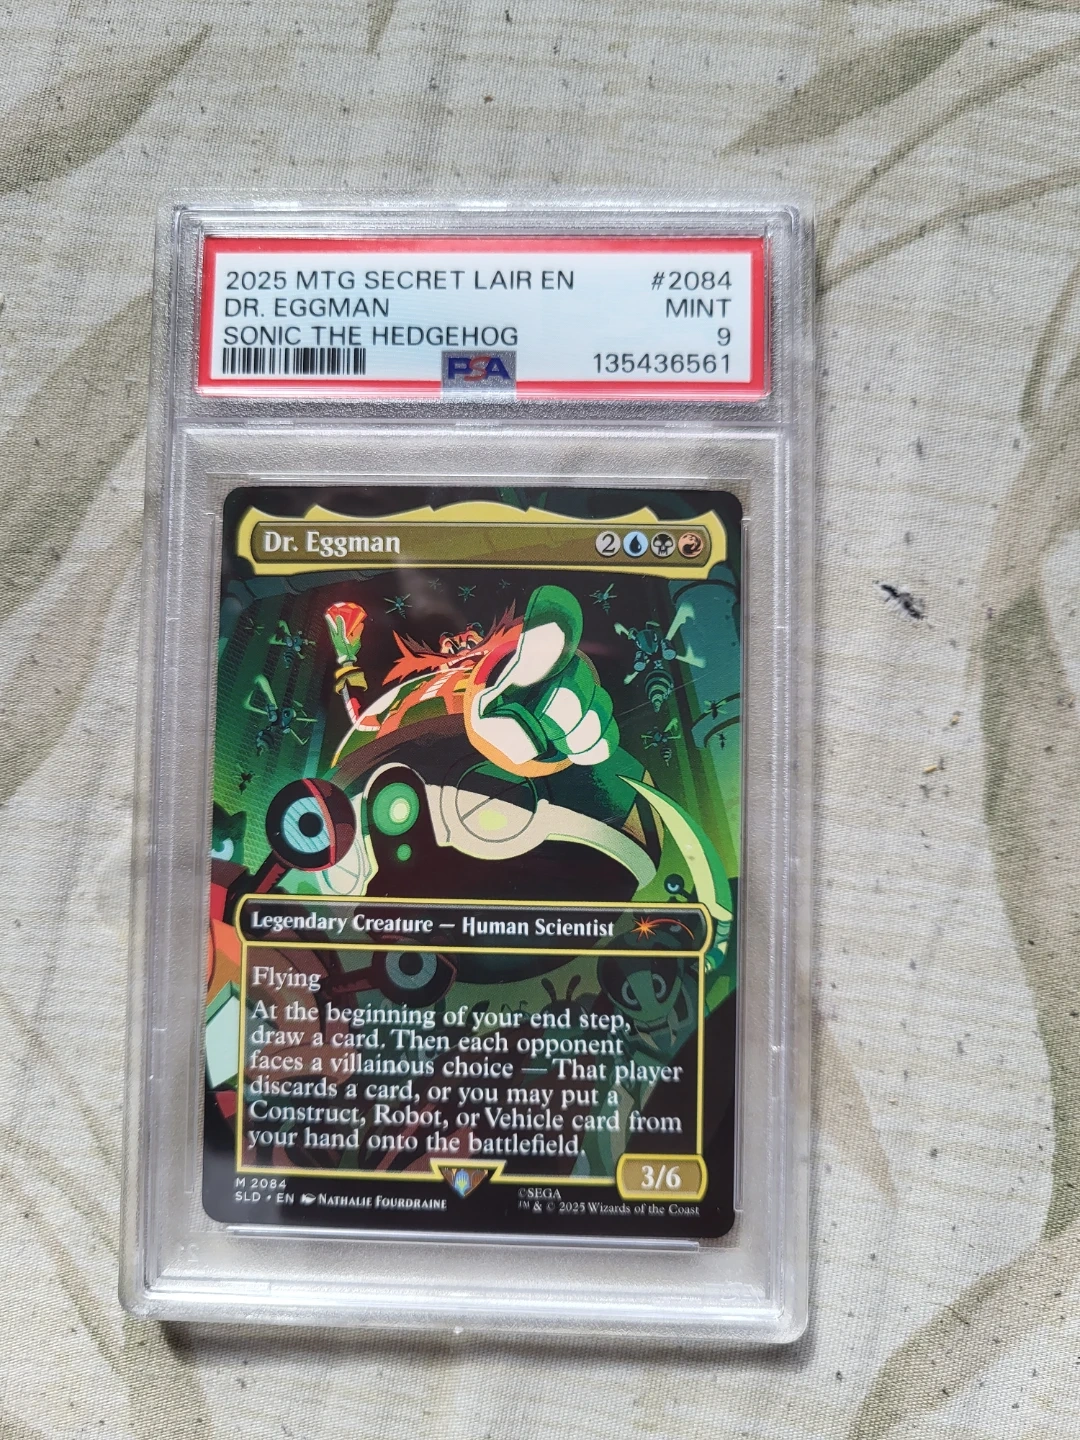 2025 MTG SECRET LAIR EN #2084
DR. EGGMAN MINT
SONIC THE HEDGEHOG 9
PSA 135436561
Dr. Eggman 2
Legendary Creature — Human Scientist
Flying
At the beginning of your end step,
draw a card. Then each opponent
faces a villainous choice — That player
discards a card, or you may put a
Construct, Robot, or Vehicle card from
your hand onto the battlefield.
3/6
M 2084
SLD • EN NATHALIE FOURDRAINE
©SEGA
™ & © 2025 Wizards of the Coast